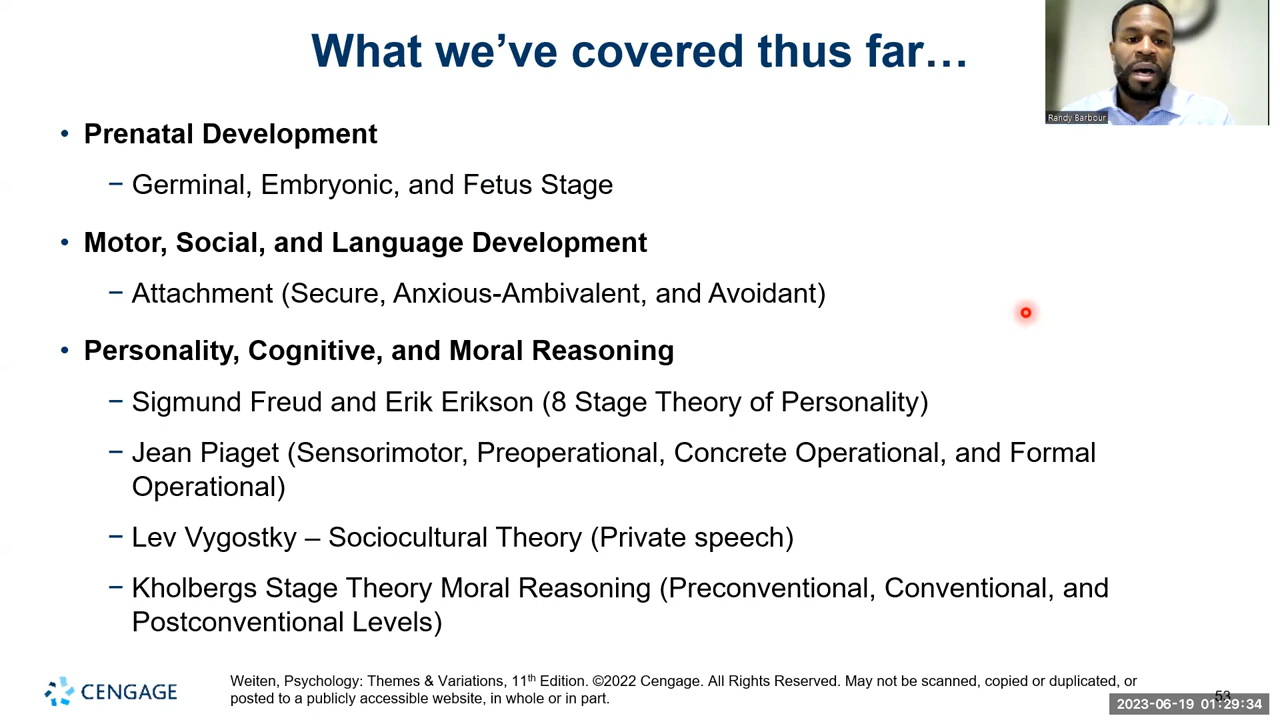 What we’ve covered thus far…
Randy Barbour
• Prenatal Development
− Germinal, Embryonic, and Fetus Stage
• Motor, Social, and Language Development
− Attachment (Secure, Anxious-Ambivalent, and Avoidant)
• Personality, Cognitive, and Moral Reasoning
− Sigmund Freud and Erik Erikson (8 Stage Theory of Personality)
− Jean Piaget (Sensorimotor, Preoperational, Concrete Operational, and Formal
Operational)
− Lev Vygostky – Sociocultural Theory (Private speech)
− Kholbergs Stage Theory Moral Reasoning (Preconventional, Conventional, and
Postconventional Levels)
CENGAGE
Weiten, Psychology: Themes & Variations, 11th Edition. ©2022 Cengage. All Rights Reserved. May not be scanned, copied or duplicated, or
posted to a publicly accessible website, in whole or in part.
53
2023-06-19 01:29:34